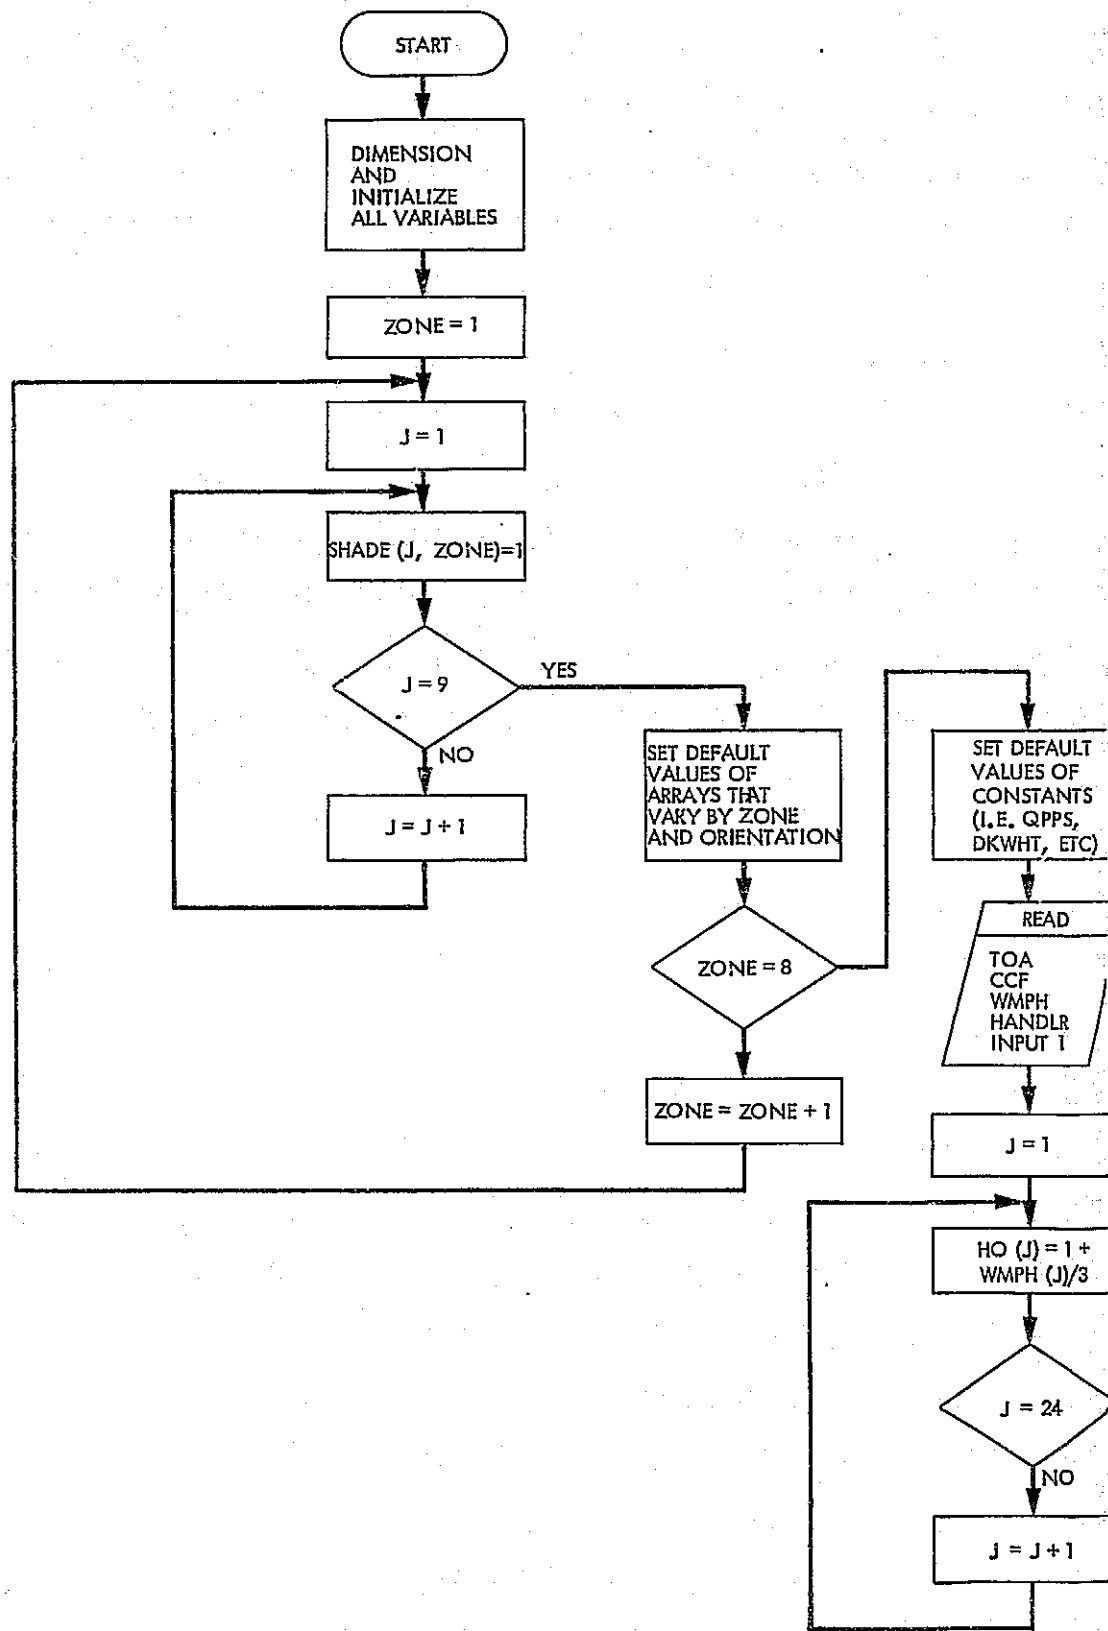 START
DIMENSION
AND
INITIALIZE
ALL VARIABLES
ZONE = 1
J = 1
SHADE (J, ZONE)=1
J = 9
YES
NO
J = J + 1
SET DEFAULT
VALUES OF
ARRAYS THAT
VARY BY ZONE
AND ORIENTATION
ZONE = 8
ZONE = ZONE + 1
SET DEFAULT
VALUES OF
CONSTANTS
(I.E. QPPS,
DKWHT, ETC)
READ
TOA
CCF
WMPH
HANDLR
INPUT 1
J = 1
HO (J) = 1 +
WMPH (J)/3
J = 24
NO
J = J + 1